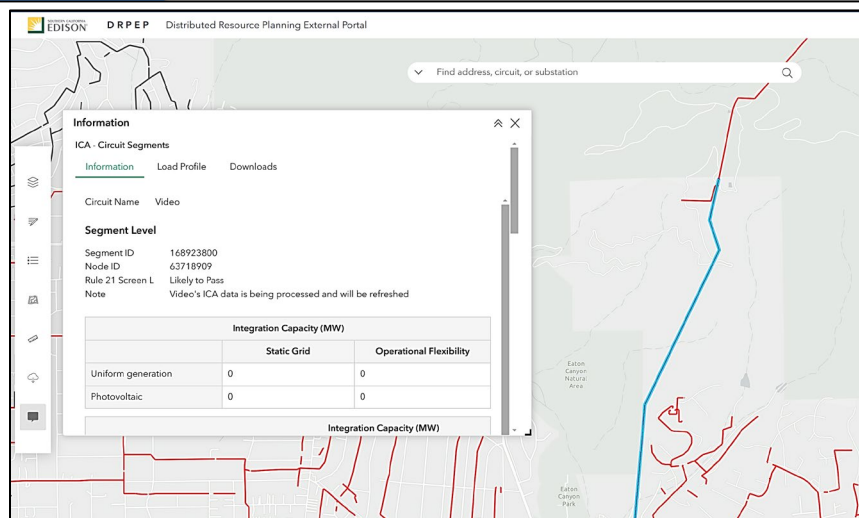 SOUTHERN CALIFORNIA
EDISON DRPEP Distributed Resource Planning External Portal
Find address, circuit, or substation
Information
ICA - Circuit Segments
Information Load Profile Downloads
Circuit Name Video
Segment Level
Segment ID 168923800
Node ID 63718909
Rule 21 Screen L Likely to Pass
Note Video's ICA data is being processed and will be refreshed
Integration Capacity (MW)
Static Grid Operational Flexibility
Uniform generation 0 0
Photovoltaic 0 0
Integration Capacity (MW)
Eaton
Canyon
Natural
Area
Eaton
Canyon
Park